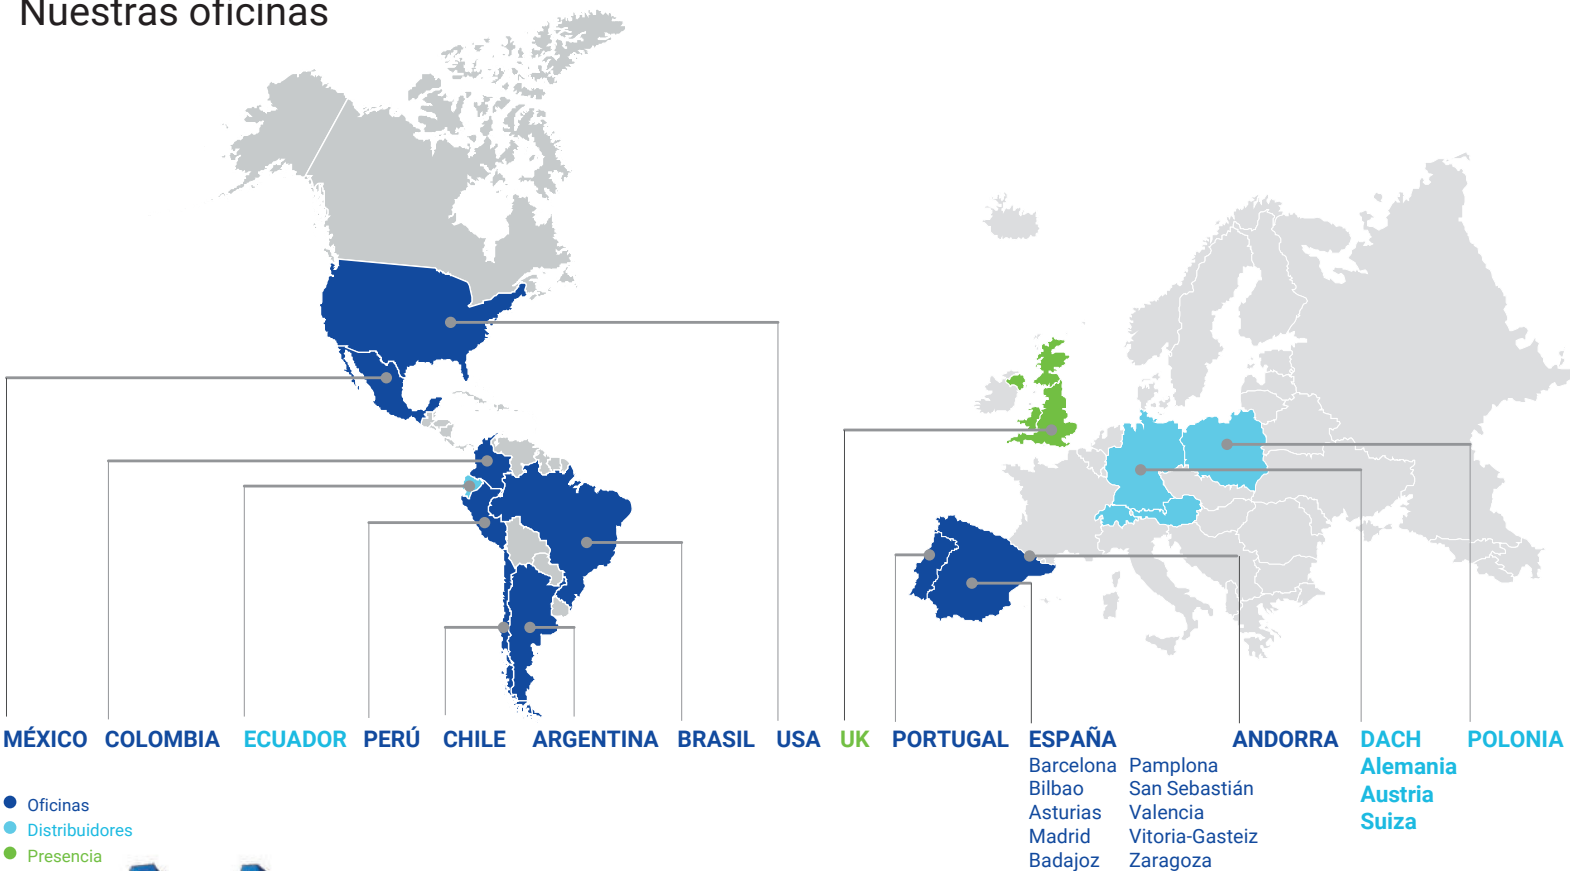 Nuestras oficinas
MÉXICO COLOMBIA ECUADOR PERÚ CHILE ARGENTINA BRASIL USA UK PORTUGAL ESPAÑA ANDORRA DACH POLONIA
Barcelona Pamplona
Bilbao San Sebastián
Asturias Valencia
Madrid Vitoria-Gasteiz
Badajoz Zaragoza
Alemania
Austria
Suiza
Oficinas
Distribuidores
Presencia